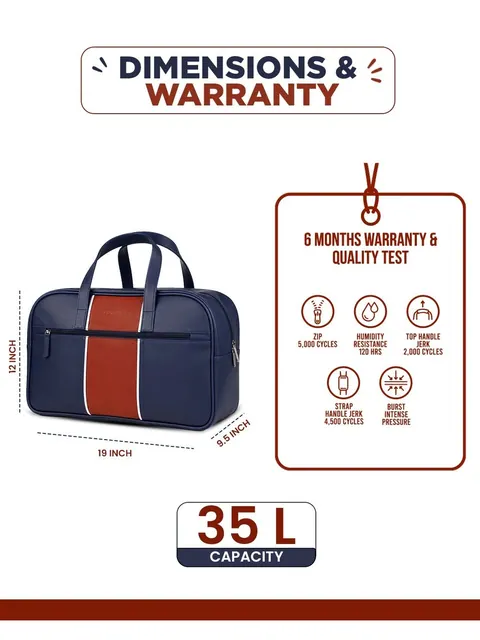 DIMENSIONS &
WARRANTY
6 MONTHS WARRANTY &
QUALITY TEST
ZIP
5,000 CYCLES
HUMIDITY
RESISTANCE
120 HRS
TOP HANDLE
JERK
2,000 CYCLES
STRAP
HANDLE JERK
4,500 CYCLES
BURST
INTENSE
PRESSURE
12 INCH
19 INCH
9.5 INCH
35 L
CAPACITY